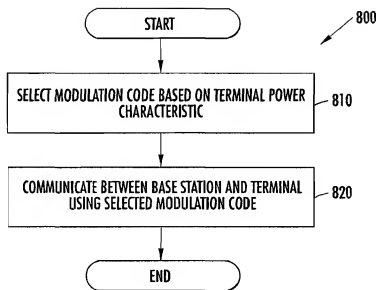 START
800
SELECT MODULATION CODE BASED ON TERMINAL POWER
CHARACTERISTIC
810
COMMUNICATE BETWEEN BASE STATION AND TERMINAL
USING SELECTED MODULATION CODE
820
END